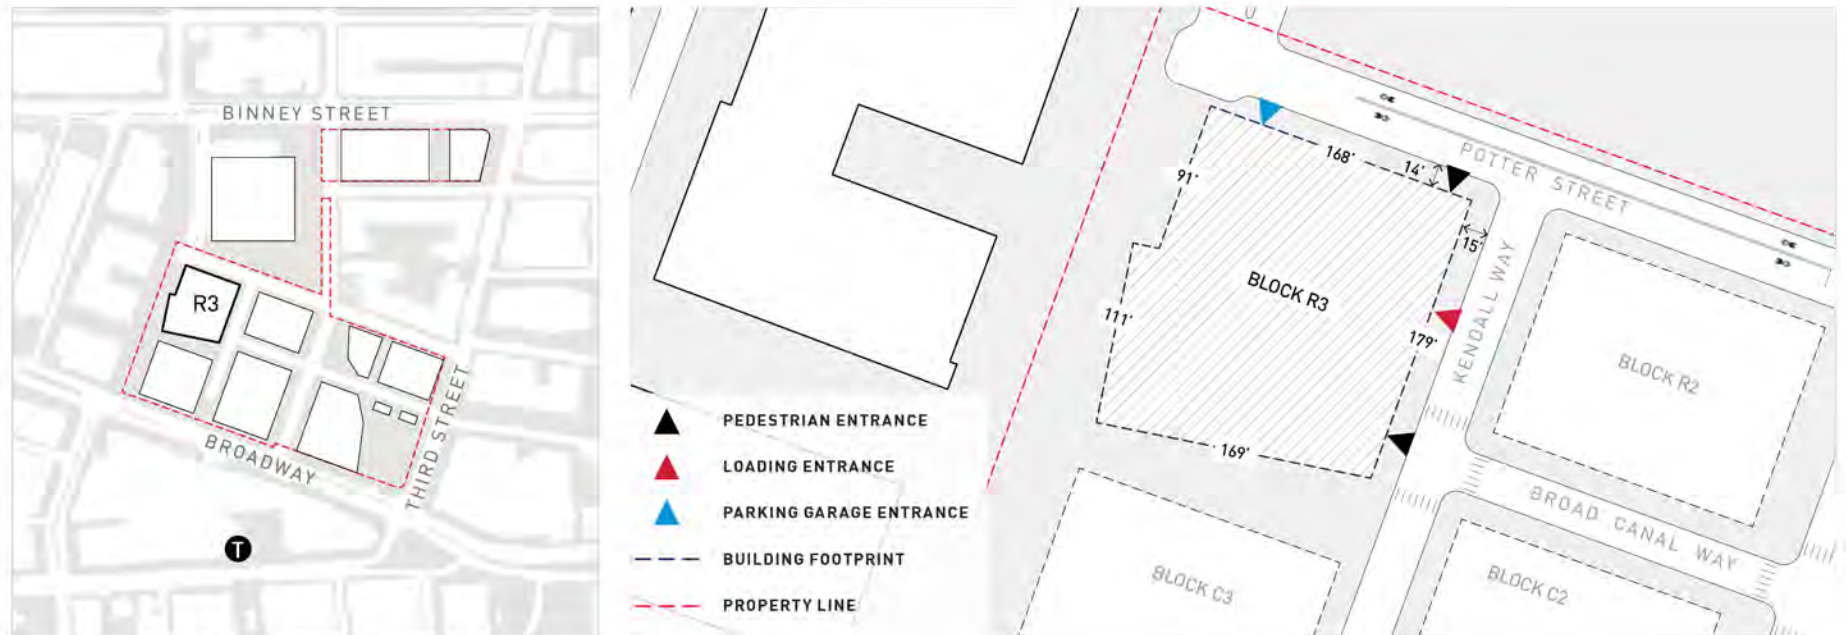 BINNEY STREET
R3
BROADWAY
THIRD STREET
T
POTTER STREET
168'
14'
91'
15'
BLOCK R3
KENDALL WAY
111'
179'
BLOCK R2
169'
BROAD CANAL WAY
BLOCK C3
BLOCK C2
PEDESTRIAN ENTRANCE
LOADING ENTRANCE
PARKING GARAGE ENTRANCE
BUILDING FOOTPRINT
PROPERTY LINE